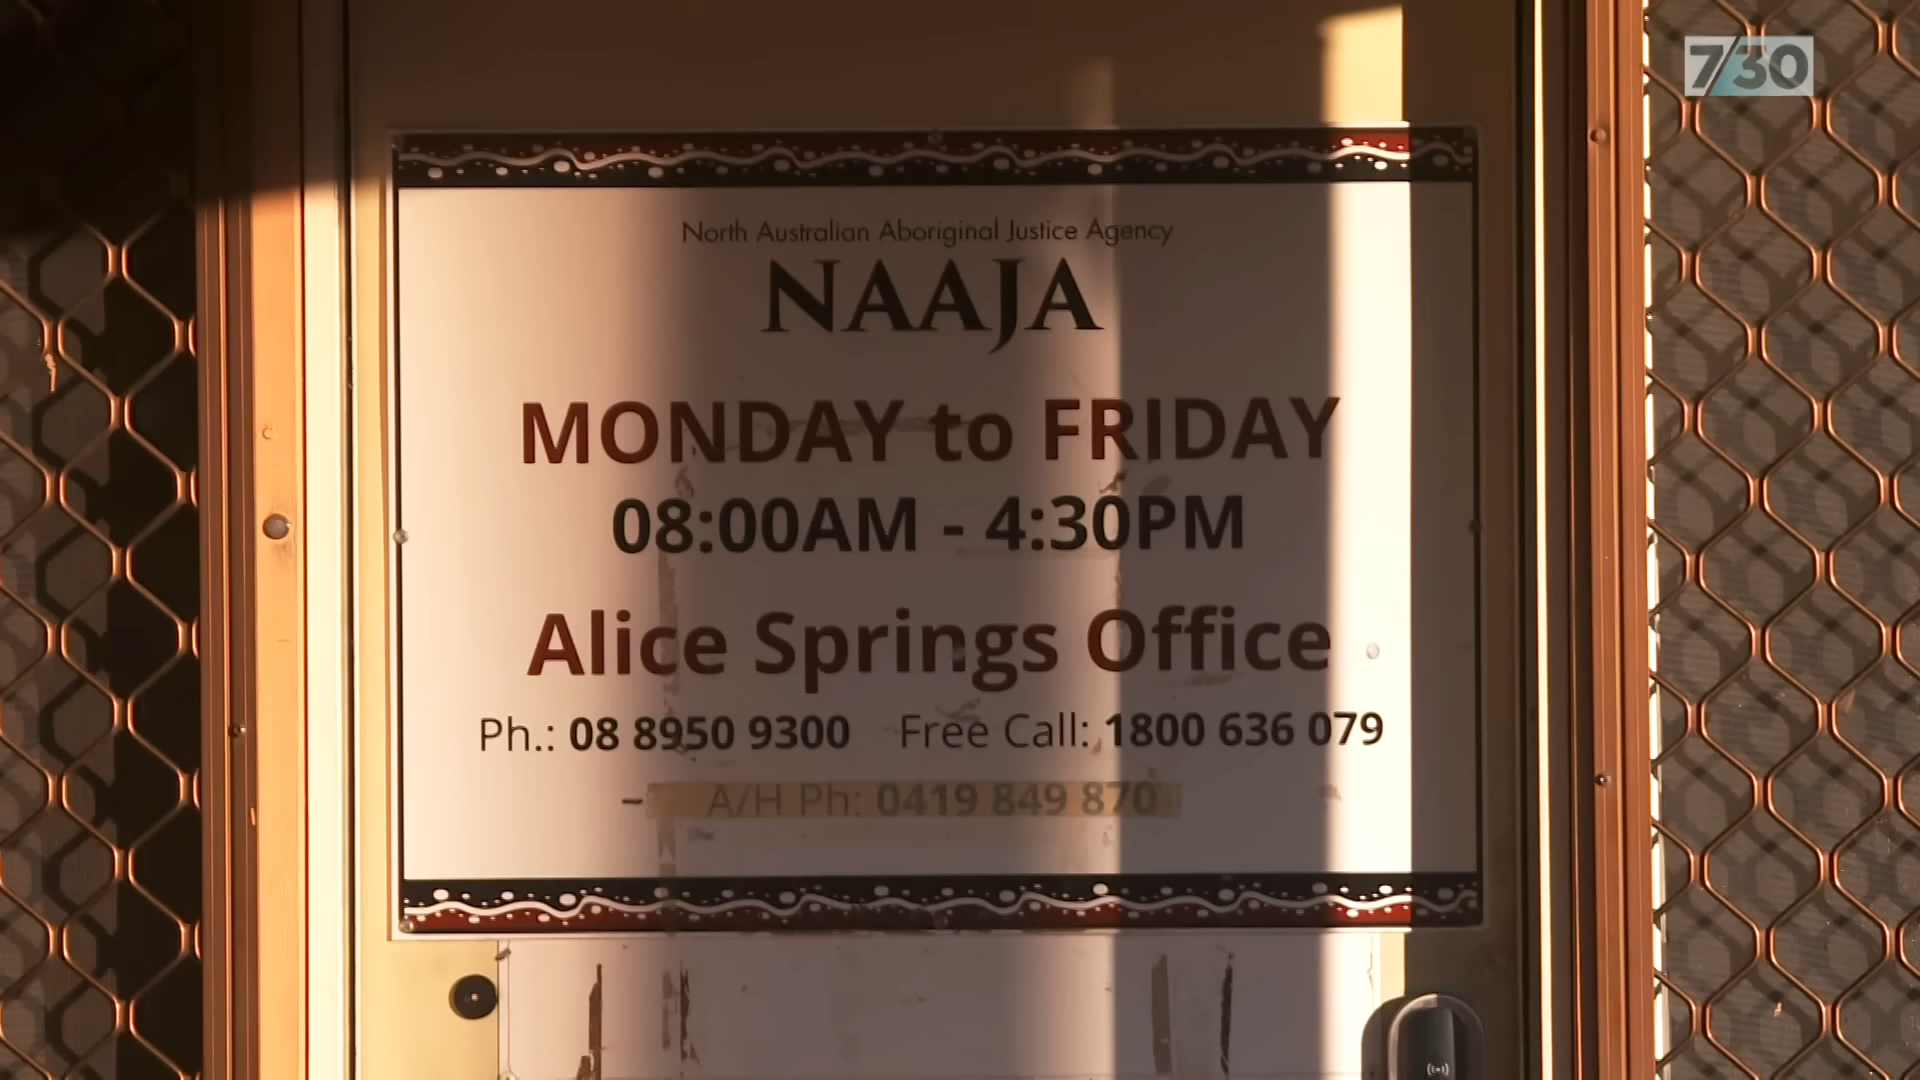 7/30
North Australian Aboriginal Justice Agency
NAAJA
MONDAY to FRIDAY
08:00AM - 4:30PM
Alice Springs Office
Ph.: 08 8950 9300 Free Call: 1800 636 079
A/H Ph: 0419 849 870